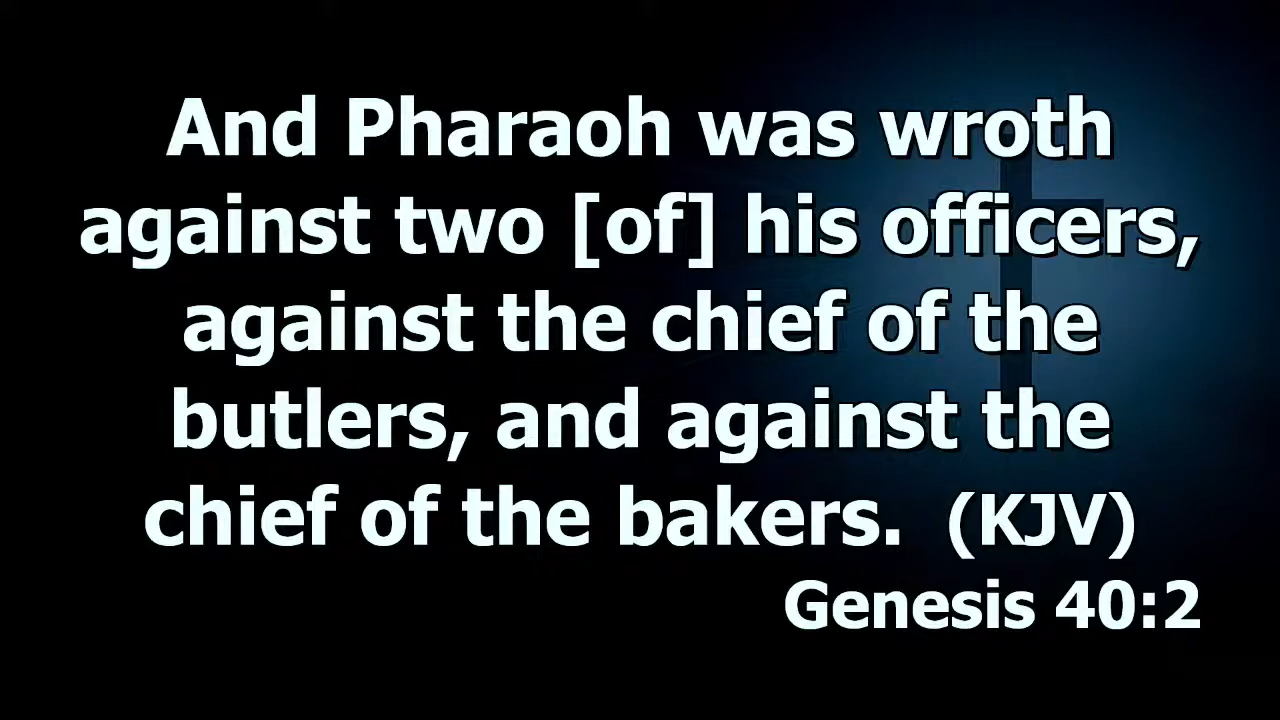 And Pharaoh was wroth
against two [of] his officers,
against the chief of the
butlers, and against the
chief of the bakers.  (KJV)
Genesis 40:2